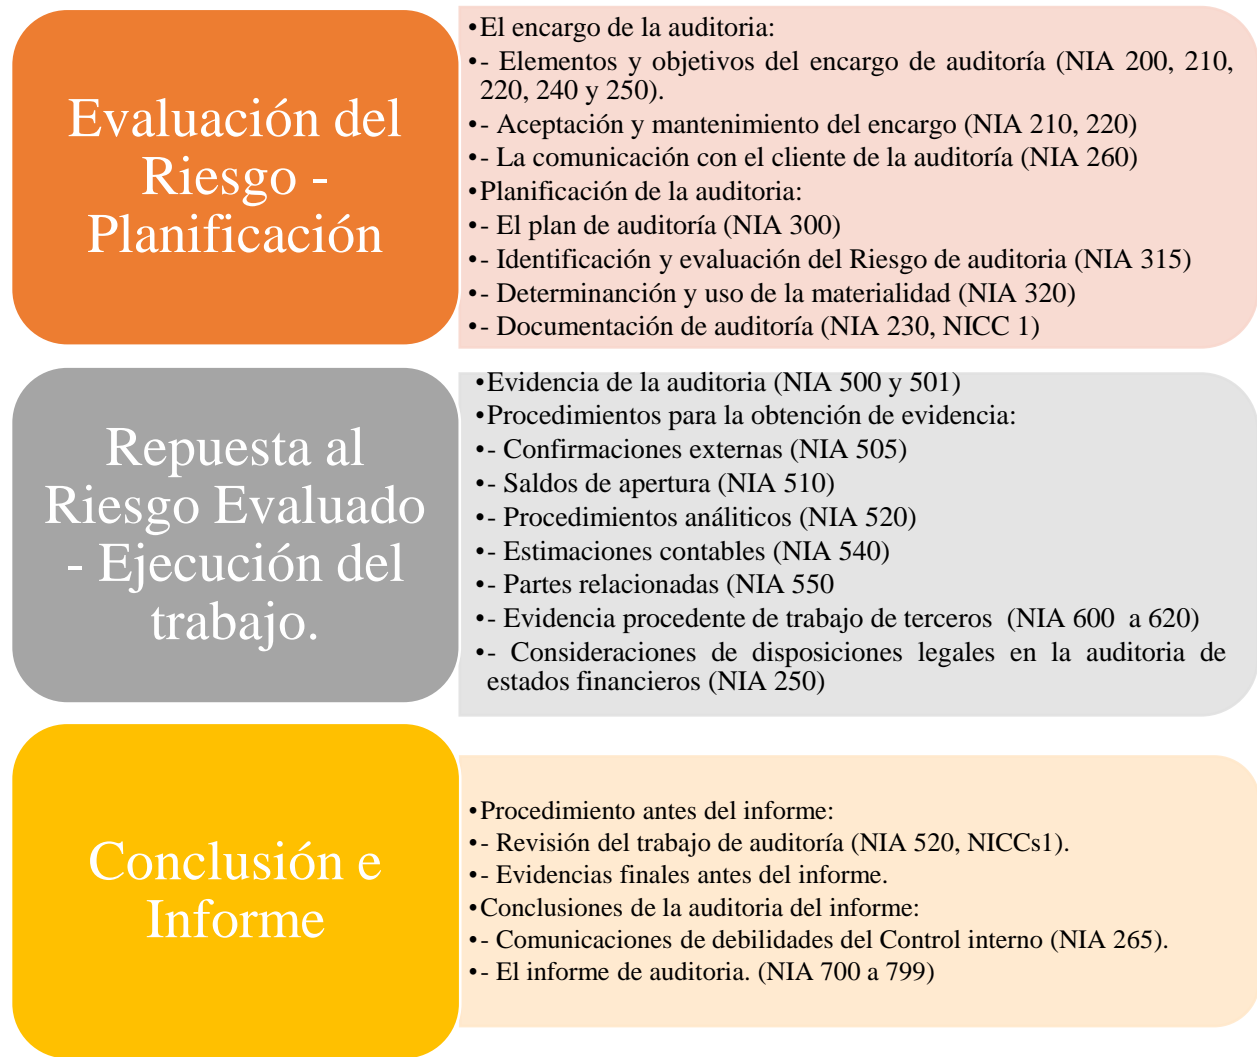 Evaluación del
Riesgo -
Planificación
•El encargo de la auditoria:
•- Elementos y objetivos del encargo de auditoría (NIA 200, 210,
220, 240 y 250).
•- Aceptación y mantenimiento del encargo (NIA 210, 220)
•- La comunicación con el cliente de la auditoría (NIA 260)
•Planificación de la auditoria:
•- El plan de auditoría (NIA 300)
•- Identificación y evaluación del Riesgo de auditoria (NIA 315)
•- Determinanción y uso de la materialidad (NIA 320)
•- Documentación de auditoría (NIA 230, NICC 1)
Repuesta al
Riesgo Evaluado
- Ejecución del
trabajo.
•Evidencia de la auditoria (NIA 500 y 501)
•Procedimientos para la obtención de evidencia:
•- Confirmaciones externas (NIA 505)
•- Saldos de apertura (NIA 510)
•- Procedimientos análiticos (NIA 520)
•- Estimaciones contables (NIA 540)
•- Partes relacionadas (NIA 550
•- Evidencia procedente de trabajo de terceros (NIA 600 a 620)
•- Consideraciones de disposiciones legales en la auditoria de
estados financieros (NIA 250)
Conclusión e
Informe
•Procedimiento antes del informe:
•- Revisión del trabajo de auditoría (NIA 520, NICCs1).
•- Evidencias finales antes del informe.
•Conclusiones de la auditoria del informe:
•- Comunicaciones de debilidades del Control interno (NIA 265).
•- El informe de auditoria. (NIA 700 a 799)